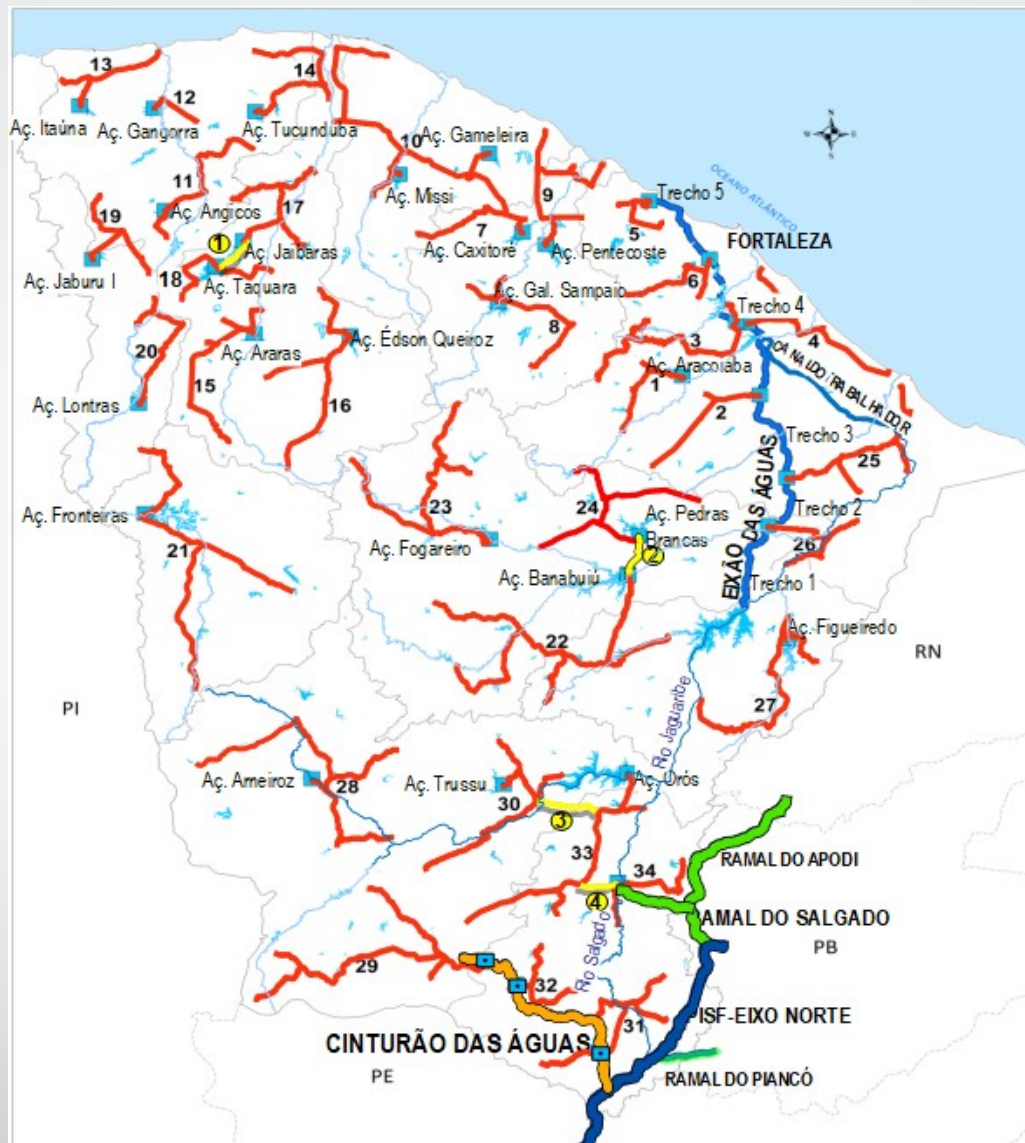 13
14
12
Aç. Itaúna
Aç. Gangorra
Aç. Tucunduba
10
Aç. Gameleira
Aç. Missi
OCEANO ATLÂNTICO
11
17
9
Trecho 5
19
Aç. Angicos
1
Aç. Jaibaras
7
Aç. Caxitoré
5
Aç. Pentecoste
FORTALEZA
Aç. Jaburu I
18
Aç. Taquara
6
Aç. Gal. Sampaio
Trecho 4
20
Aç. Araras
Aç. Édson Queiroz
8
3
4
CANAL DO TRABALHADOR
15
16
1
Aç. Aracoiaba
2
Aç. Lontras
Trecho 3
25
EIXÃO DAS ÁGUAS
Aç. Fronteiras
23
24
Aç. Pedras
Brancas
Trecho 2
21
Aç. Fogareiro
2
26
Aç. Banabuiú
Trecho 1
22
Aç. Figueiredo
RN
PI
27
Rio Jaguaribe
Aç. Arneiroz
28
Aç. Trussu
30
Aç. Orós
3
33
34
RAMAL DO APODI
4
RAMAL DO SALGADO
Rio Salgado
PB
29
32
31
PISF-EIXO NORTE
CINTURÃO DAS ÁGUAS
PE
RAMAL DO PIANCÓ